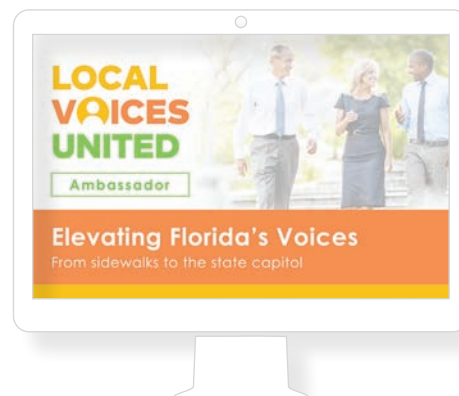 LOCAL
VOICES
UNITED
Ambassador
Elevating Florida's Voices
From sidewalks to the state capitol